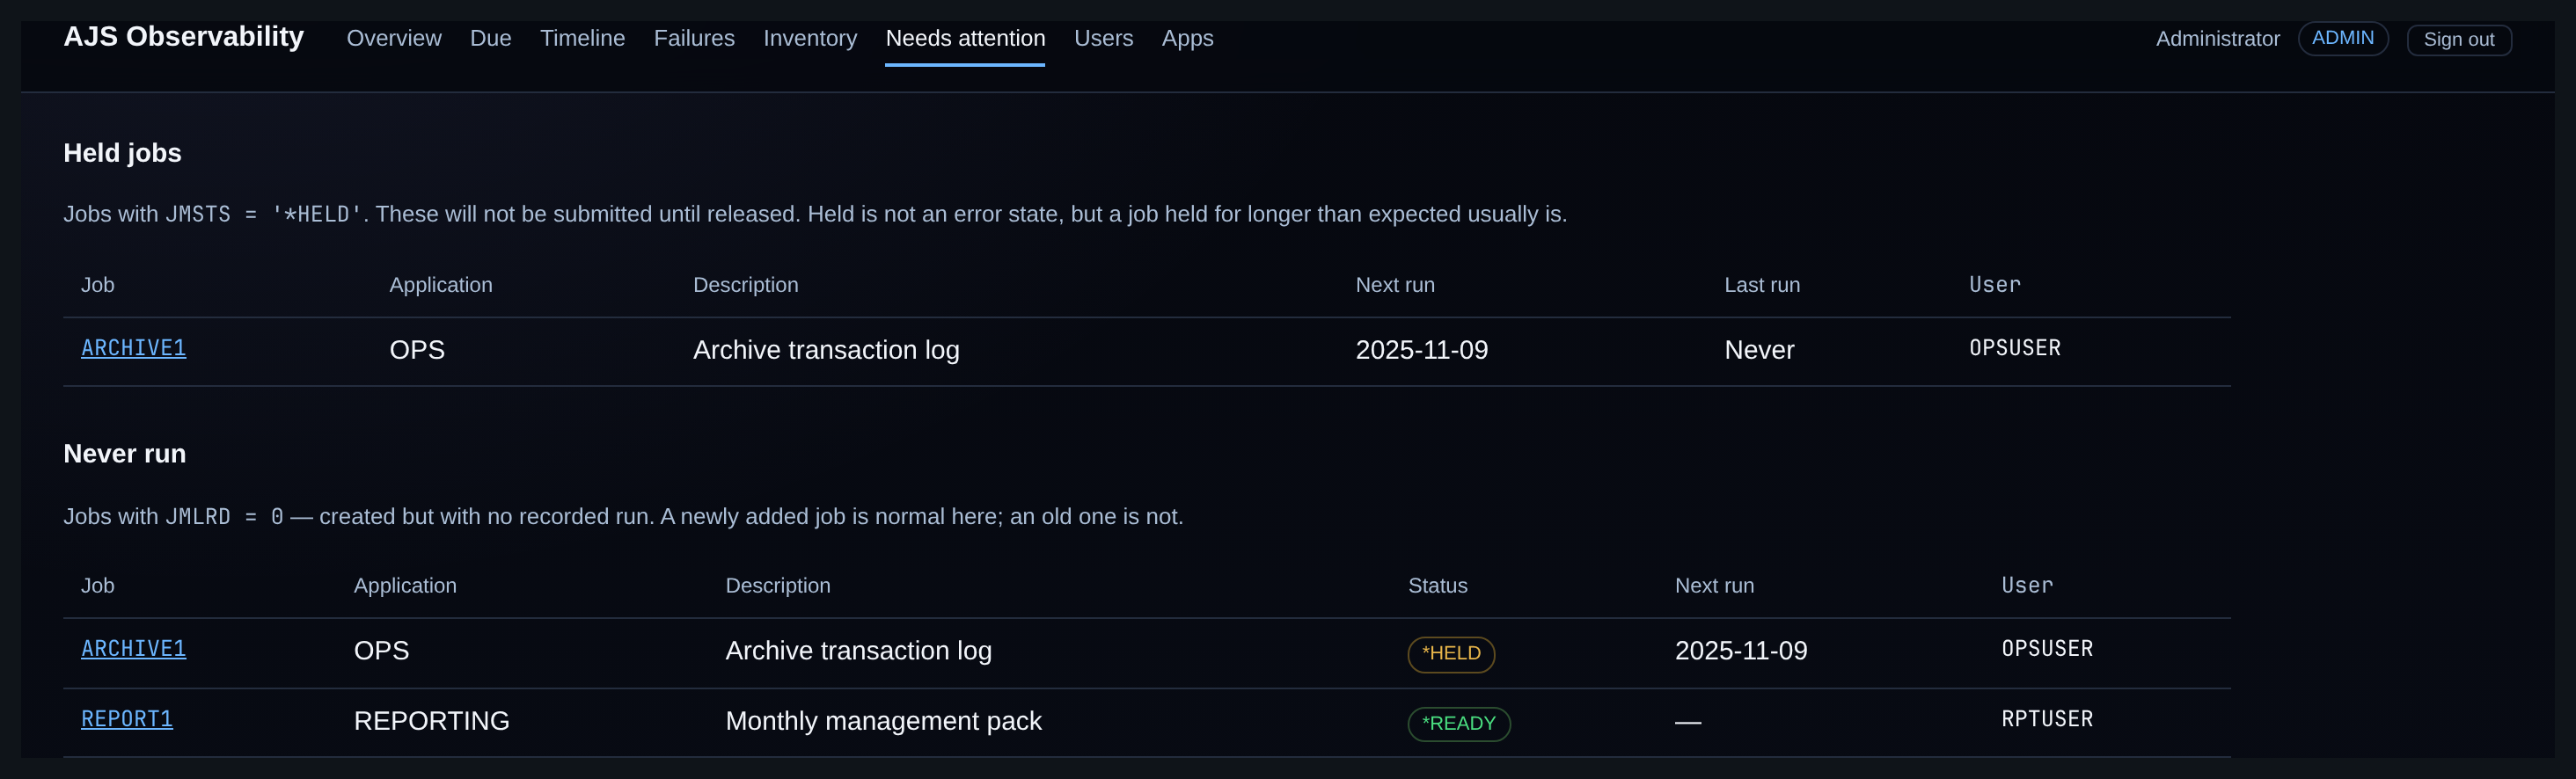 AJS Observability Overview Due Timeline Failures Inventory Needs attention Users Apps Administrator ADMIN Sign out
Held jobs
Jobs with JMSTS = '*HELD'. These will not be submitted until released. Held is not an error state, but a job held for longer than expected usually is.
Job Application Description Next run Last run User
ARCHIVE1 OPS Archive transaction log 2025-11-09 Never OPSUSER
Never run
Jobs with JMLRD = 0 — created but with no recorded run. A newly added job is normal here; an old one is not.
Job Application Description Status Next run User
ARCHIVE1 OPS Archive transaction log *HELD 2025-11-09 OPSUSER
REPORT1 REPORTING Monthly management pack *READY — RPTUSER